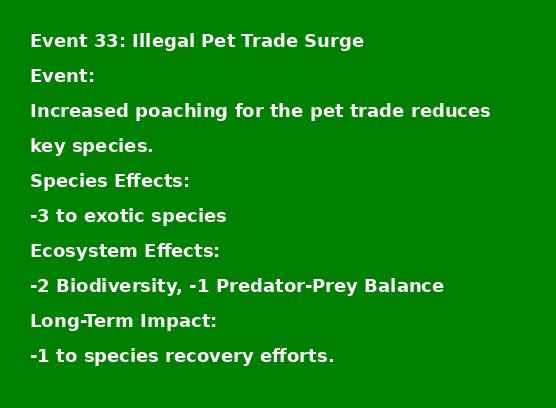 Event 33: Illegal Pet Trade Surge
Event:
Increased poaching for the pet trade reduces
key species.
Species Effects:
-3 to exotic species
Ecosystem Effects:
-2 Biodiversity, -1 Predator-Prey Balance
Long-Term Impact:
-1 to species recovery efforts.